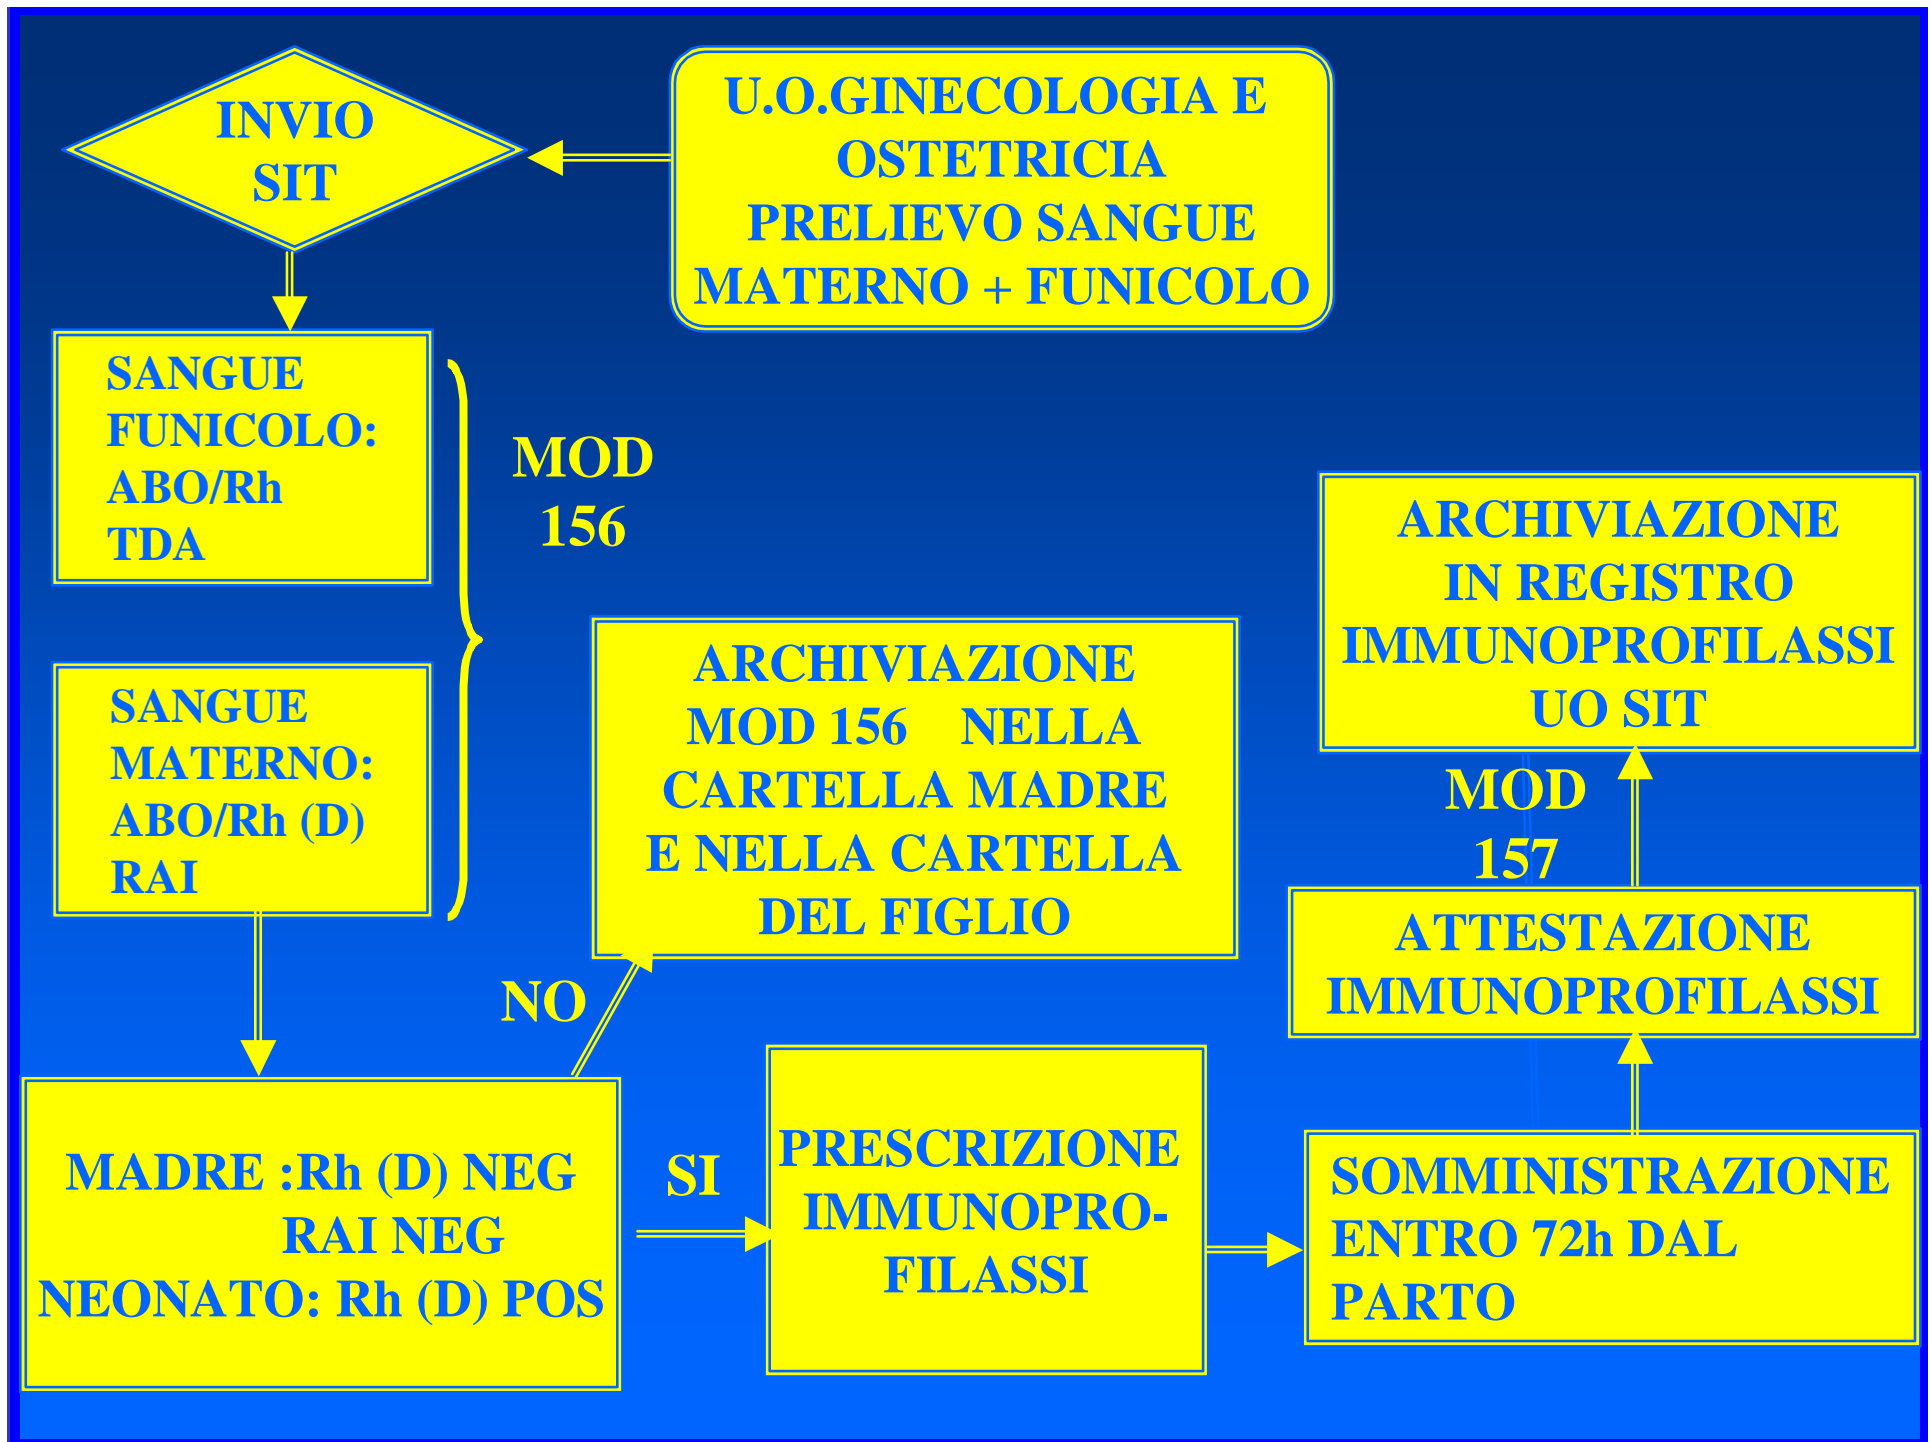 U.O.GINECOLOGIA E
OSTETRICIA
PRELIEVO SANGUE
MATERNO + FUNICOLO
INVIO
SIT
SANGUE
FUNICOLO:
ABO/Rh
TDA
MOD
156
SANGUE
MATERNO:
ABO/Rh (D)
RAI
MADRE :Rh (D) NEG
RAI NEG
NEONATO: Rh (D) POS
NO
ARCHIVIAZIONE
MOD 156 NELLA
CARTELLA MADRE
E NELLA CARTELLA
DEL FIGLIO
SI
PRESCRIZIONE
IMMUNOPRO-
FILASSI
SOMMINISTRAZIONE
ENTRO 72h DAL
PARTO
ATTESTAZIONE
IMMUNOPROFILASSI
MOD
157
ARCHIVIAZIONE
IN REGISTRO
IMMUNOPROFILASSI
UO SIT